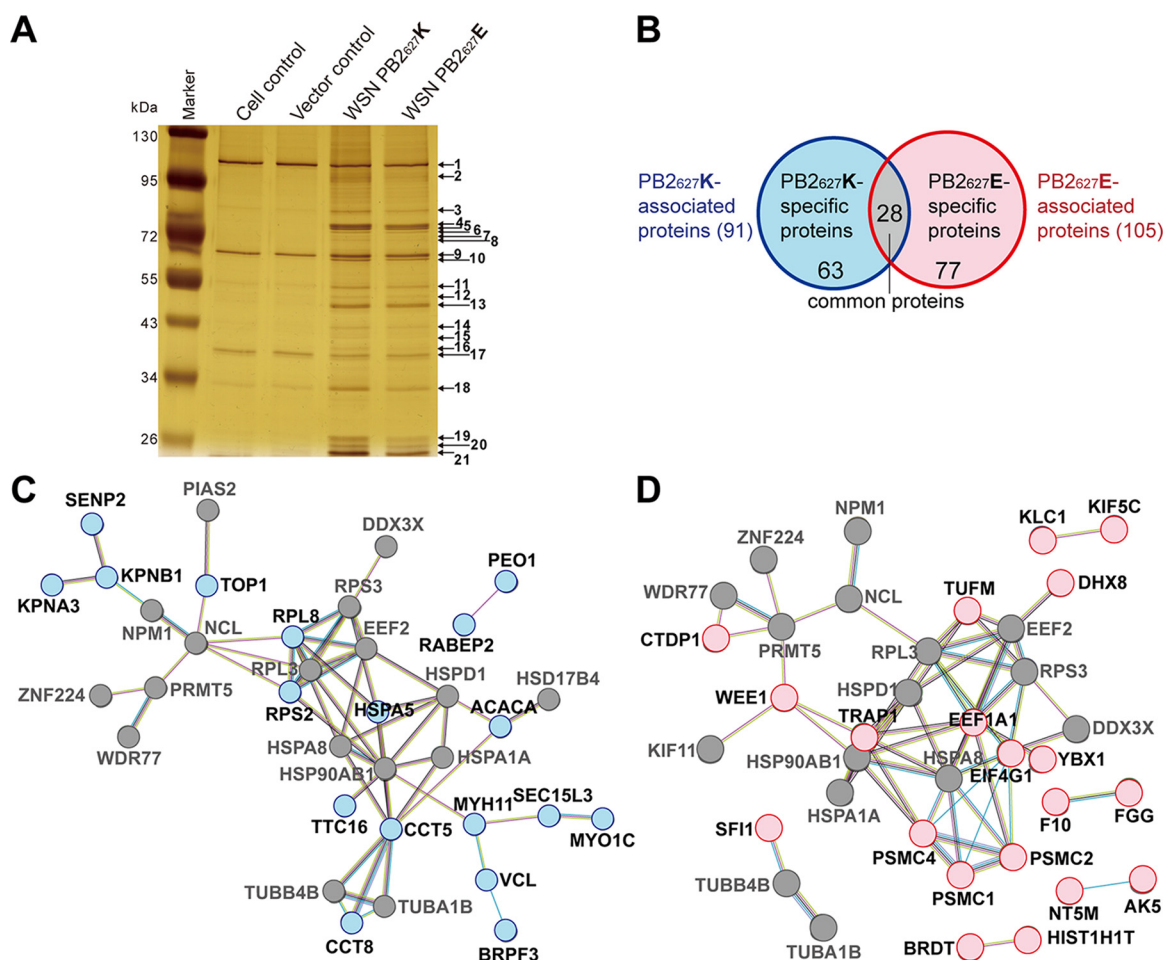 A
kDa
Marker
Cell control
Vector control
WSN PB2627K
WSN PB2627E
130
95
72
55
43
34
26
1
2
3
4 5 6 7 8
9 10
11
12
13
14
15
16 17
18
19
20
21
B
PB2627K-
associated
proteins (91)
PB2627K-
specific
proteins
63
28
PB2627E-
specific
proteins
77
PB2627E-
associated
proteins (105)
common proteins
C
PIAS2
SENP2
DDX3X
KPNB1
TOP1
RPS3
PEO1
KPNA3
NPM1
NCL
RPL8
EEF2
RABEP2
RPL3
HSPD1
HSD17B4
ZNF224
PRMT5
RPS2
HSPA5
ACACA
WDR77
HSPA8
HSPA1A
HSP90AB1
TTC16
CCT5
MYH11
SEC15L3
MYO1C
TUBB4B
TUBA1B
VCL
CCT8
BRPF3
D
NPM1
KLC1
KIF5C
ZNF224
WDR77
NCL
TUFM
DHX8
CTDP1
PRMT5
RPL3
EEF2
RPS3
HSPD1
WEE1
TRAP1
EEF1A1
DDX3X
KIF11
HSP90AB1
HSPA8
EIF4G1
YBX1
HSPA1A
F10
FGG
SFI1
PSMC4
PSMC2
TUBB4B
PSMC1
NT5M
AK5
TUBA1B
BRDT
HIST1H1T